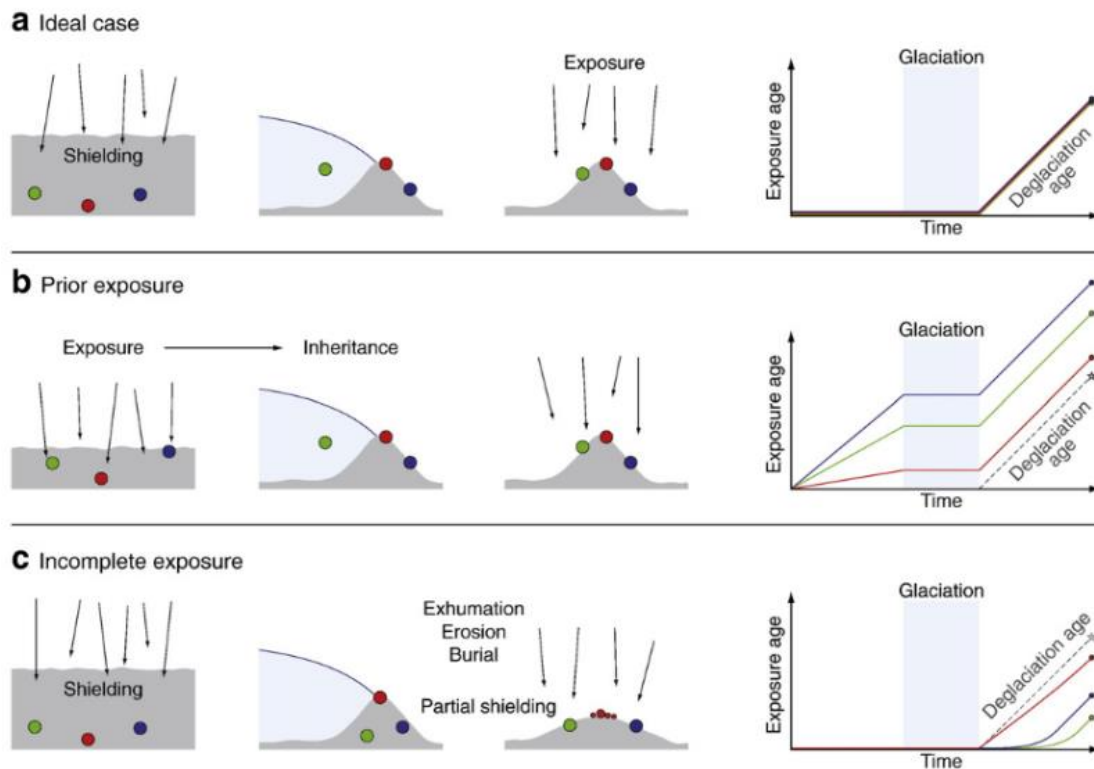 a Ideal case
Shielding
Exposure
Glaciation
Exposure age
Deglaciation
age
Time
b Prior exposure
Exposure
Inheritance
Glaciation
Exposure age
Deglaciation
age
Time
c Incomplete exposure
Shielding
Exhumation
Erosion
Burial
Partial shielding
Glaciation
Exposure age
Deglaciation age
Time